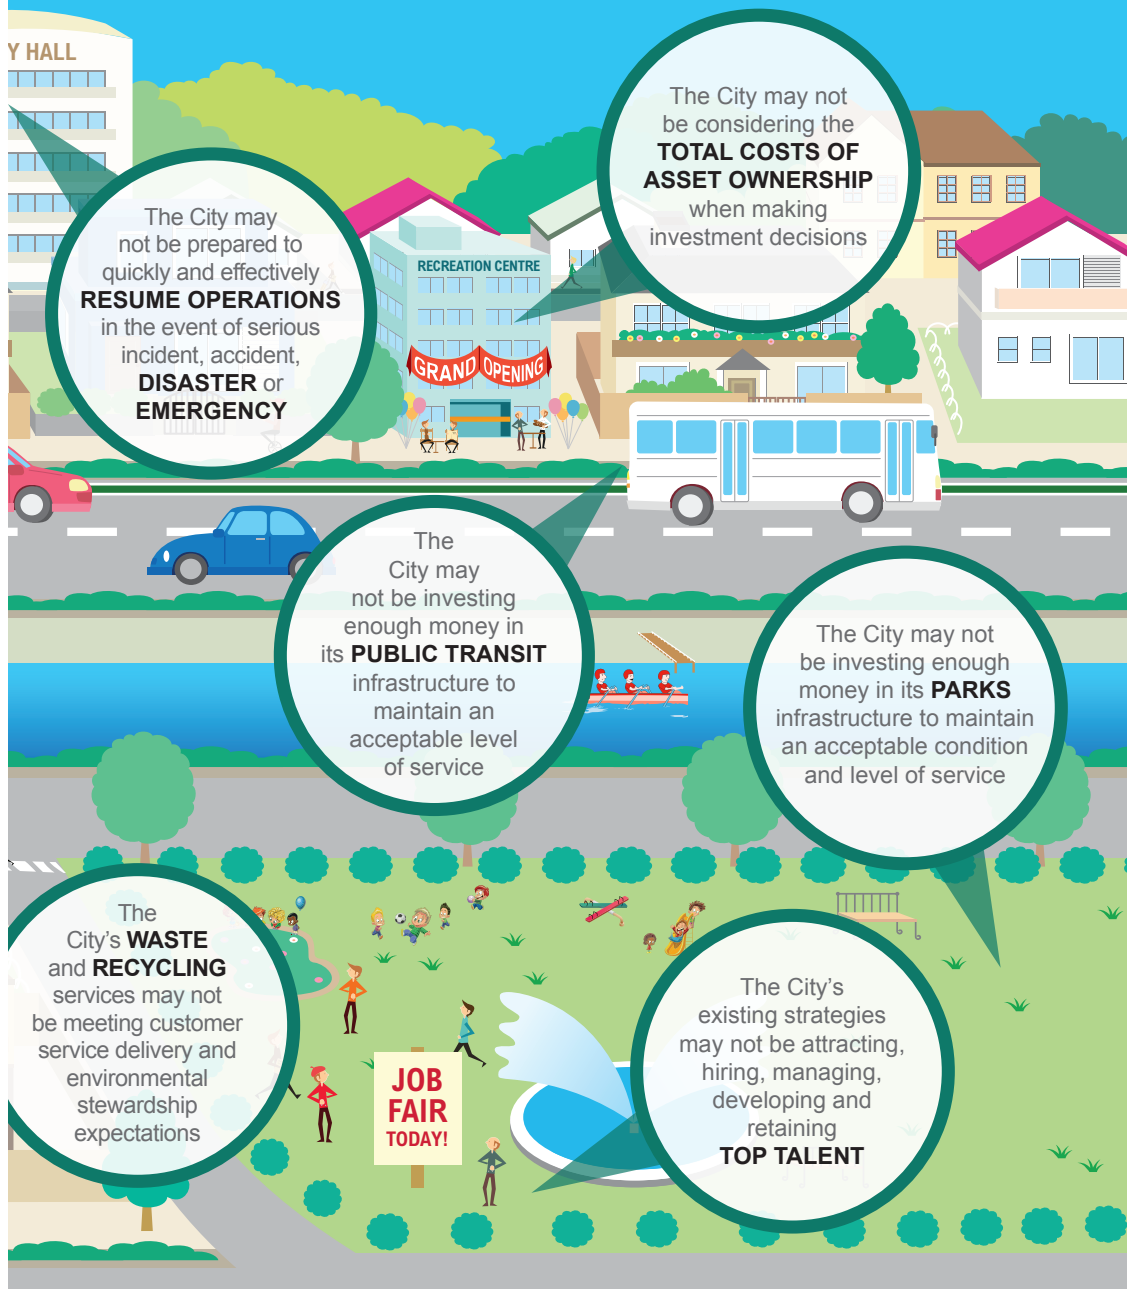 Y HALL
The City may not
be considering the
TOTAL COSTS OF
ASSET OWNERSHIP
when making
investment decisions
The City may
not be prepared to
quickly and effectively
RESUME OPERATIONS
in the event of serious
incident, accident,
DISASTER or
EMERGENCY
RECREATION CENTRE
GRAND OPENING
The
City may
not be investing
enough money in
its PUBLIC TRANSIT
infrastructure to
maintain an
acceptable level
of service
The City may not
be investing enough
money in its PARKS
infrastructure to maintain
an acceptable condition
and level of service
The
City's WASTE
and RECYCLING
services may not
be meeting customer
service delivery and
environmental
stewardship
expectations
The City's
existing strategies
may not be attracting,
hiring, managing,
developing and
retaining
TOP TALENT
JOB
FAIR
TODAY!